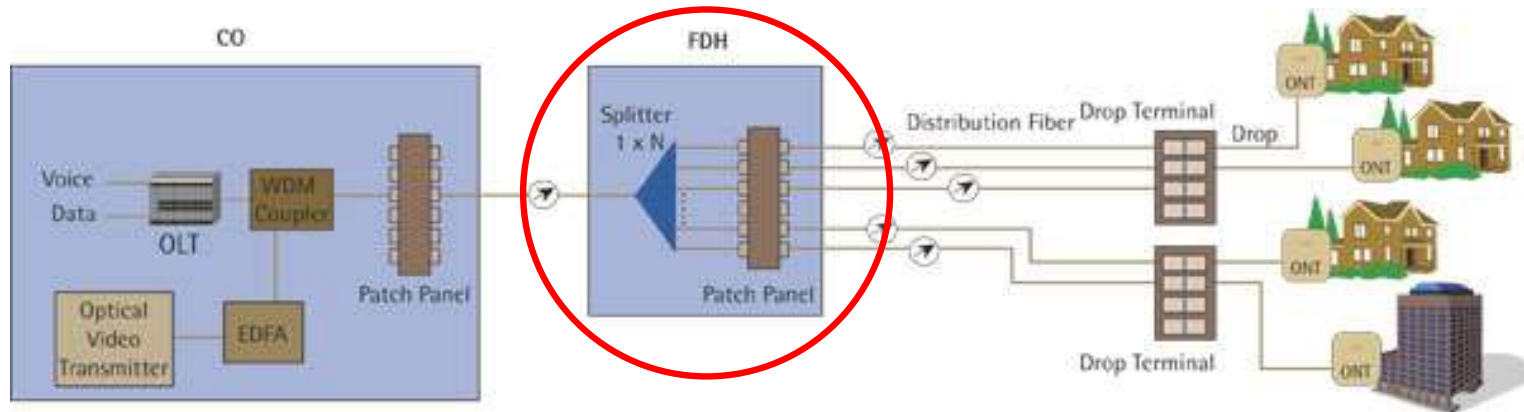 CO
Voice
Data
OLT
WDM
Coupler
Patch Panel
Optical
Video
Transmitter
EDFA
FDH
Splitter
1 x N
Patch Panel
Distribution Fiber
Drop Terminal
Drop
Drop Terminal
ONT
ONT
ONT
ONT